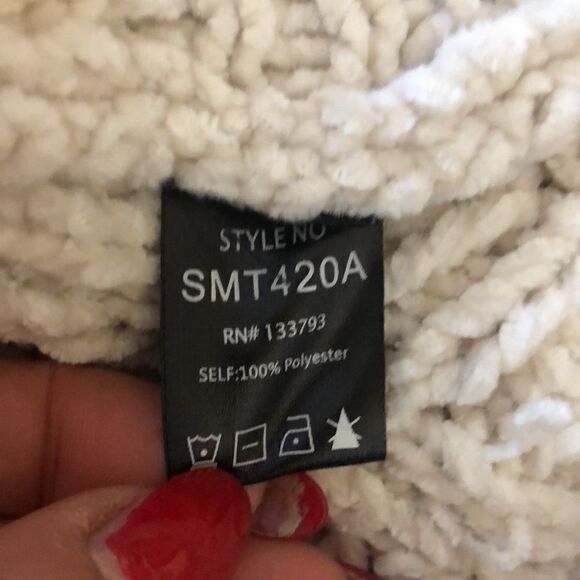 STYLE NO
SMT420A
RN# 133793
SELF:100% Polyester